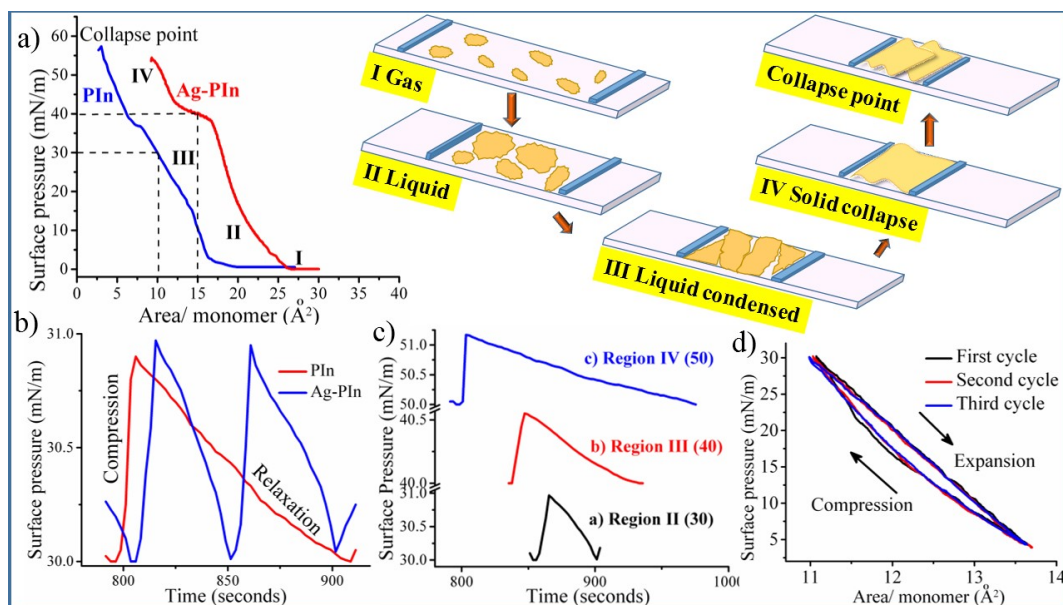 a)
Surface pressure (mN/m)
60
50
40
30
20
10
0
Collapse point
IV
PIn
Ag-PIn
III
II
I
0 5 10 15 20 25 30 35 40
Area/ monomer (Å²)
I Gas
II Liquid
III Liquid condensed
IV Solid collapse
Collapse point
b)
Surface pressure (mN/m)
31.0
30.5
30.0
PIn
Ag-PIn
Compression
Relaxation
800 850 900
Time (seconds)
c)
Surface Pressure (mN/m)
51.0
50.5
50.0
40.5
40.0
31.0
30.5
30.0
c) Region IV (50)
b) Region III (40)
a) Region II (30)
800 900 1000
Time (seconds)
d)
Surface pressure (mN/m)
30
25
20
15
10
5
First cycle
Second cycle
Third cycle
Expansion
Compression
11 12 13 14
Area/ monomer (Å²)